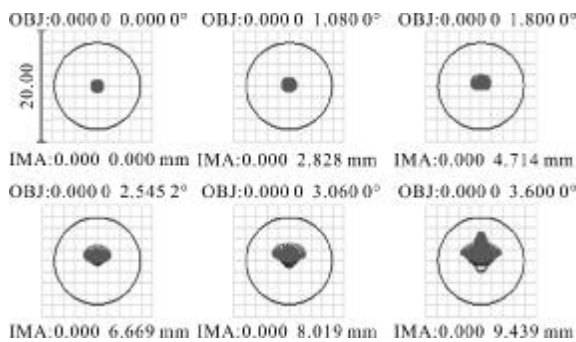 OBJ:0.000 0 0.000 0° OBJ:0.000 0 1.080 0° OBJ:0.000 0 1.800 0°
20.00
IMA:0.000 0.000 mm IMA:0.000 2.828 mm IMA:0.000 4.714 mm
OBJ:0.000 0 2.545 2° OBJ:0.000 0 3.060 0° OBJ:0.000 0 3.600 0°
IMA:0.000 6.669 mm IMA:0.000 8.019 mm IMA:0.000 9.439 mm